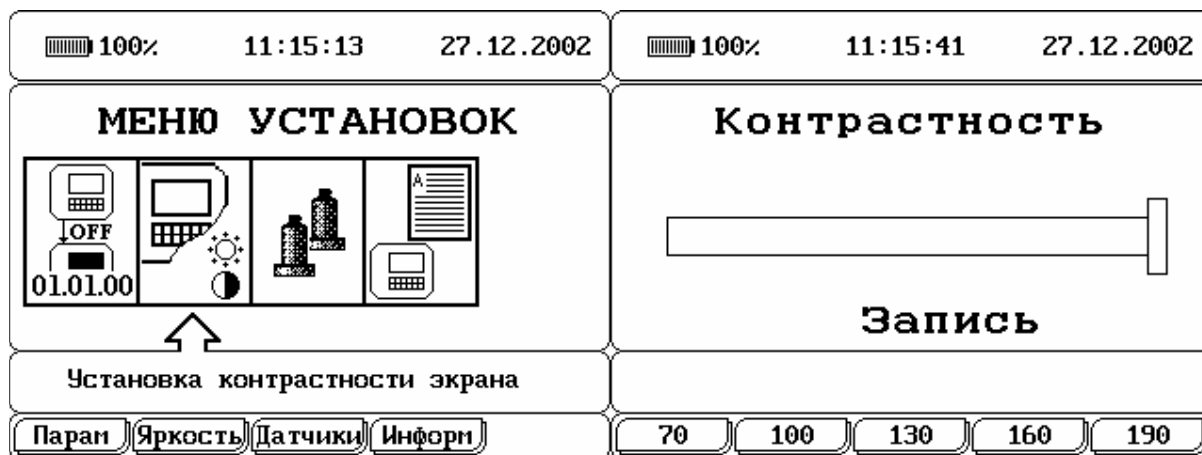 100% 11:15:13 27.12.2002
МЕНЮ УСТАНОВОК
OFF
01.01.00
A
Установка контрастности экрана
Парам Яркость Датчики Информ
100% 11:15:41 27.12.2002
Контрастность
Запись
70 100 130 160 190